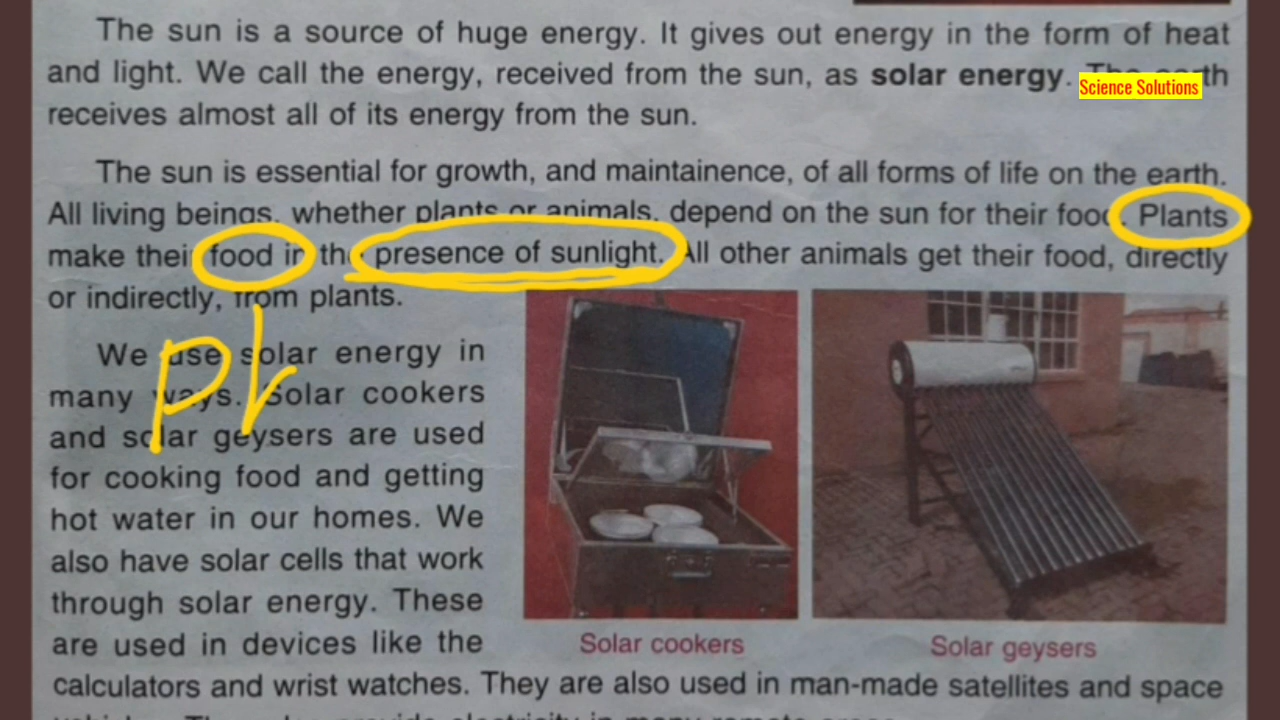 The sun is a source of huge energy. It gives out energy in the form of heat
and light. We call the energy, received from the sun, as solar energy. The earth
Science Solutions
receives almost all of its energy from the sun.
The sun is essential for growth, and maintainence, of all forms of life on the earth.
All living beings, whether plants or animals, depend on the sun for their food. Plants
make their food in the presence of sunlight. All other animals get their food, directly
or indirectly, from plants.
We use solar energy in
many ways. Solar cookers
and solar geysers are used
for cooking food and getting
hot water in our homes. We
also have solar cells that work
through solar energy. These
are used in devices like the
Solar cookers
Solar geysers
calculators and wrist watches. They are also used in man-made satellites and space